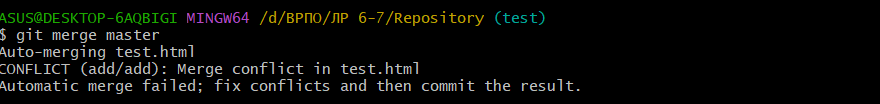 ASUS@DESKTOP-6AQBIGI MINGW64 /d/ВРПО/ЛР 6-7/Repository (test)
$ git merge master
Auto-merging test.html
CONFLICT (add/add): Merge conflict in test.html
Automatic merge failed; fix conflicts and then commit the result.